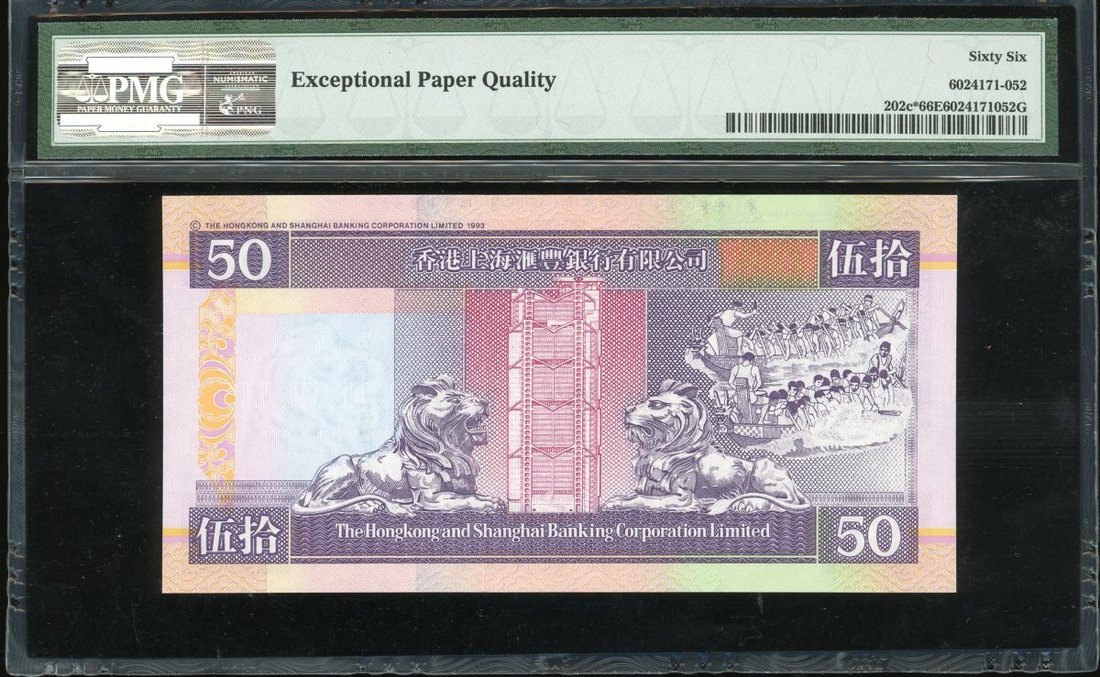 PMG
PAPER MONEY GUARANTY
NUMISMATIC
PNG
Exceptional Paper Quality
Sixty Six
6024171-052
202c*66E6024171052G
© THE HONGKONG AND SHANGHAI BANKING CORPORATION LIMITED 1993
50
香港上海滙豐銀行有限公司
伍拾
伍拾
The Hongkong and Shanghai Banking Corporation Limited
50